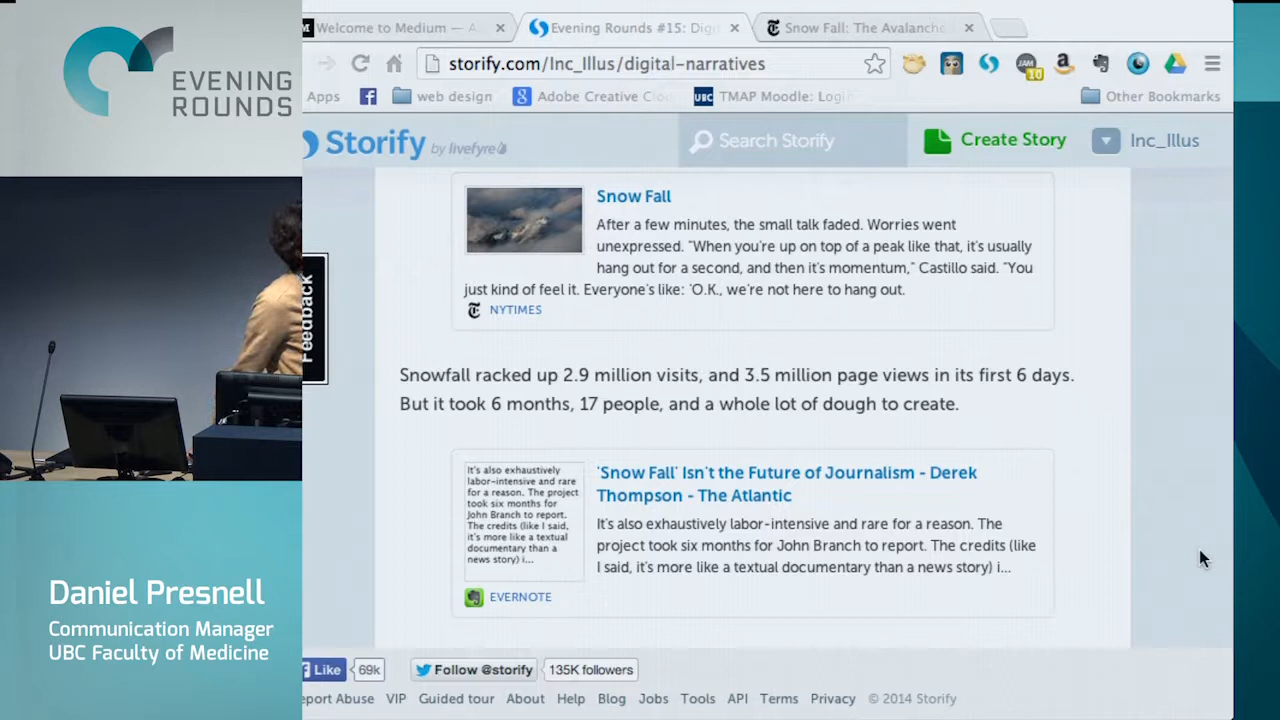 EVENING
ROUNDS
Welcome to Medium — A
Evening Rounds #15: Digi
Snow Fall: The Avalanche
storify.com/Inc_Illus/digital-narratives
JAM
10
Apps
web design
Adobe Creative Clo
UBC
TMAP Moodle: Login
Other Bookmarks
Storify by livefyre
Search Storify
Create Story
Inc_Illus
Feedback
Snow Fall
After a few minutes, the small talk faded. Worries went
unexpressed. "When you're up on top of a peak like that, it's usually
hang out for a second, and then it's momentum," Castillo said. "You
just kind of feel it. Everyone's like: 'O.K., we're not here to hang out.
NYTIMES
Snowfall racked up 2.9 million visits, and 3.5 million page views in its first 6 days.
But it took 6 months, 17 people, and a whole lot of dough to create.
It's also exhaustively
labor-intensive and rare
for a reason. The project
took six months for
John Branch to report.
The credits (like I said,
it's more like a textual
documentary than a
news story) i...
'Snow Fall' Isn't the Future of Journalism - Derek
Thompson - The Atlantic
It's also exhaustively labor-intensive and rare for a reason. The
project took six months for John Branch to report. The credits (like
I said, it's more like a textual documentary than a news story) i...
EVERNOTE
Like
69k
Follow @storify
135K followers
eport Abuse VIP Guided tour About Help Blog Jobs Tools API Terms Privacy © 2014 Storify
Daniel Presnell
Communication Manager
UBC Faculty of Medicine